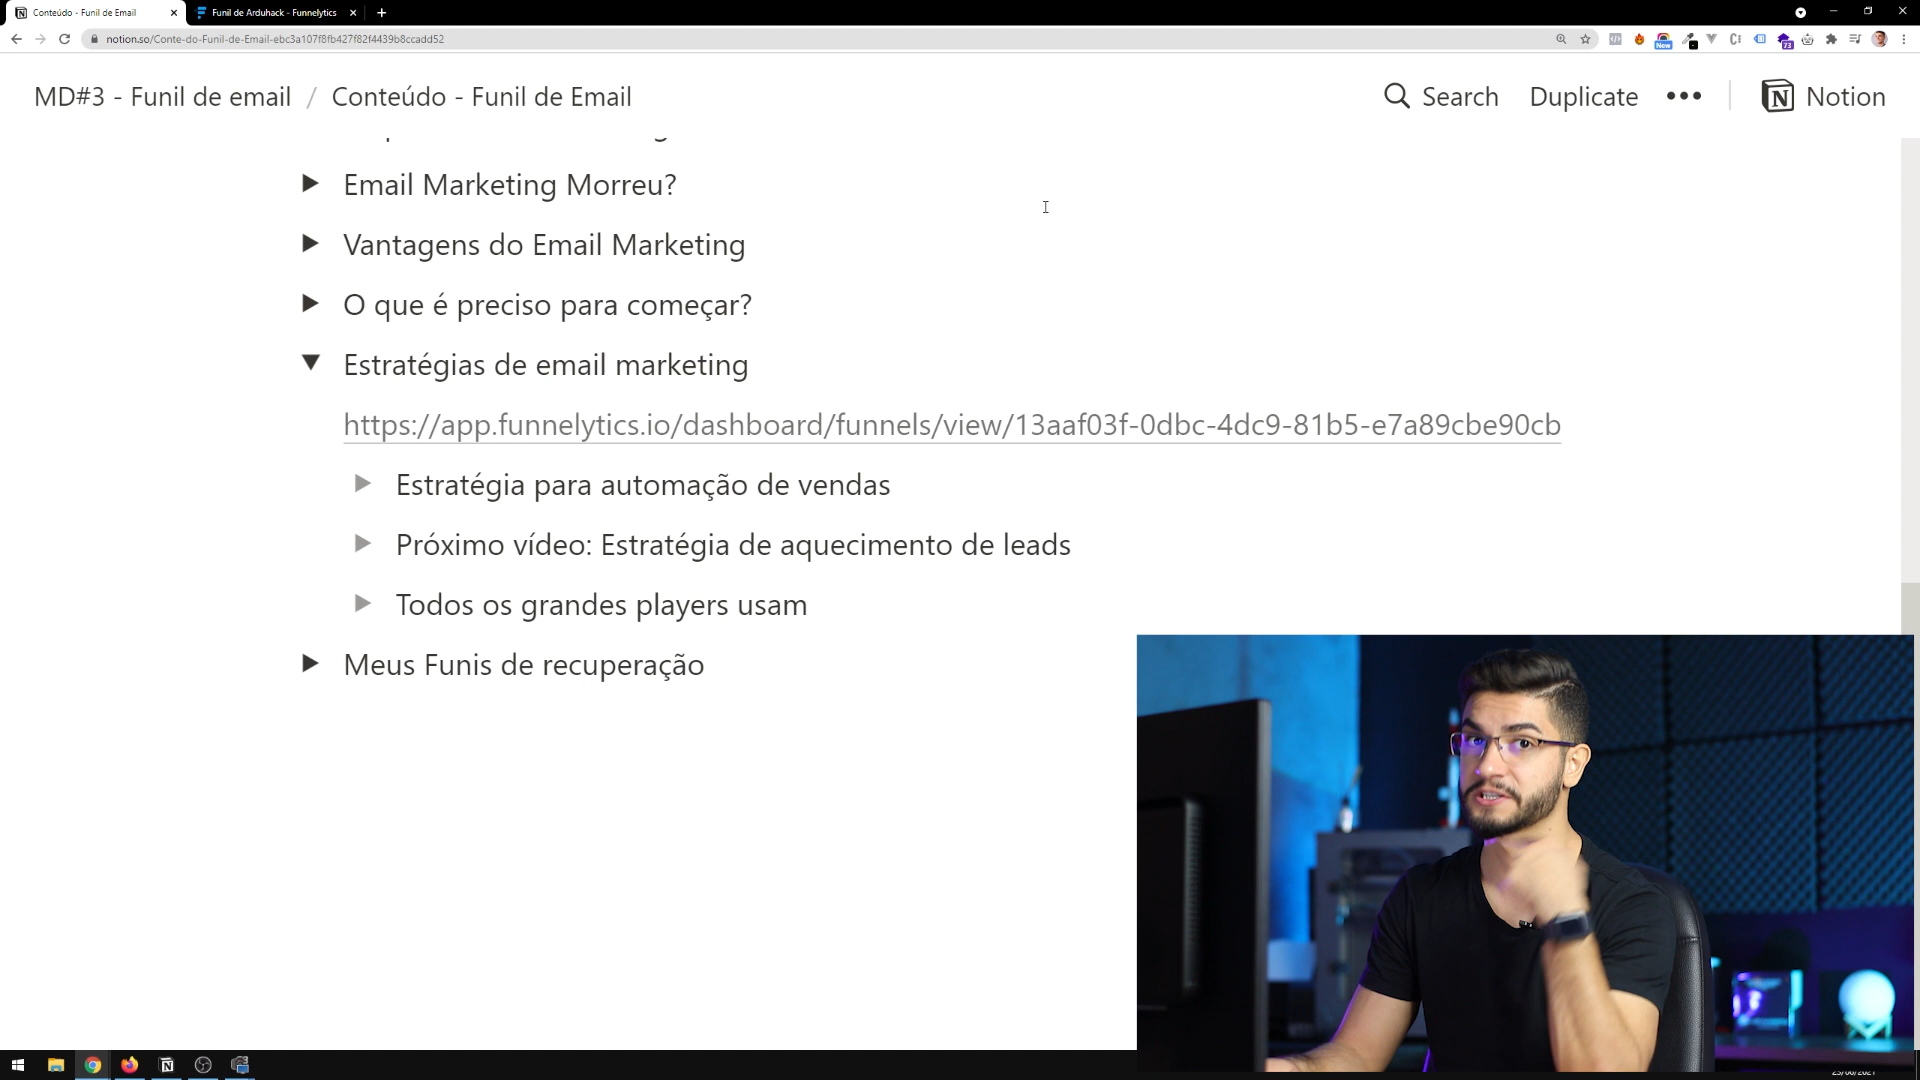 Conteúdo - Funil de Email
Funil de Arduhack - Funnelytics
notion.so/Conte-do-Funil-de-Email-ebc3a107f8fb427f82f4439b8ccadd52
New
73
MD#3 - Funil de email / Conteúdo - Funil de Email
Search
Duplicate
Notion
Email Marketing Morreu?
Vantagens do Email Marketing
O que é preciso para começar?
Estratégias de email marketing
https://app.funnelytics.io/dashboard/funnels/view/13aaf03f-0dbc-4dc9-81b5-e7a89cbe90cb
Estratégia para automação de vendas
Próximo vídeo: Estratégia de aquecimento de leads
Todos os grandes players usam
Meus Funis de recuperação